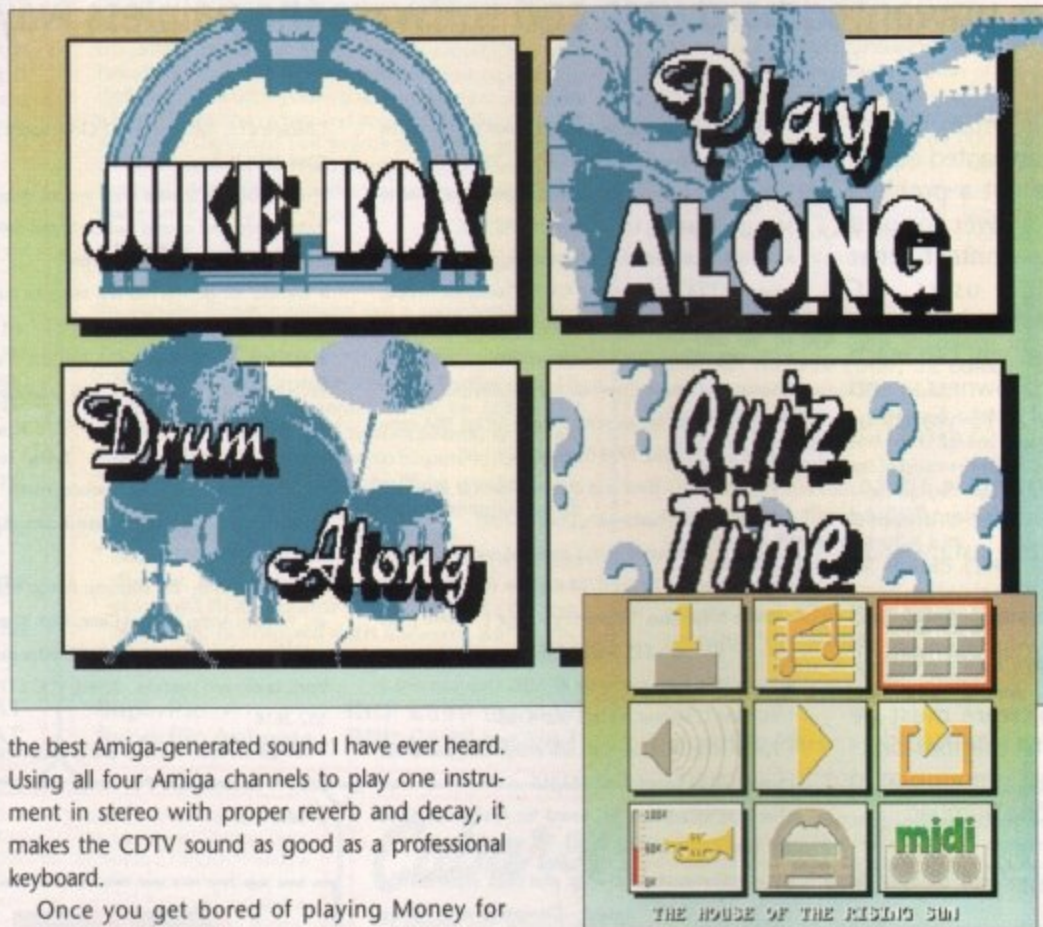 JUKE BOX
Play
ALONG
Drum
Along
Quiz
Time
1
100%
50%
0%
midi
THE HOUSE OF THE RISING SUN
the best Amiga-generated sound I have ever heard.
Using all four Amiga channels to play one instru-
ment in stereo with proper reverb and decay, it
makes the CDTV sound as good as a professional
keyboard.
Once you get bored of playing Money for